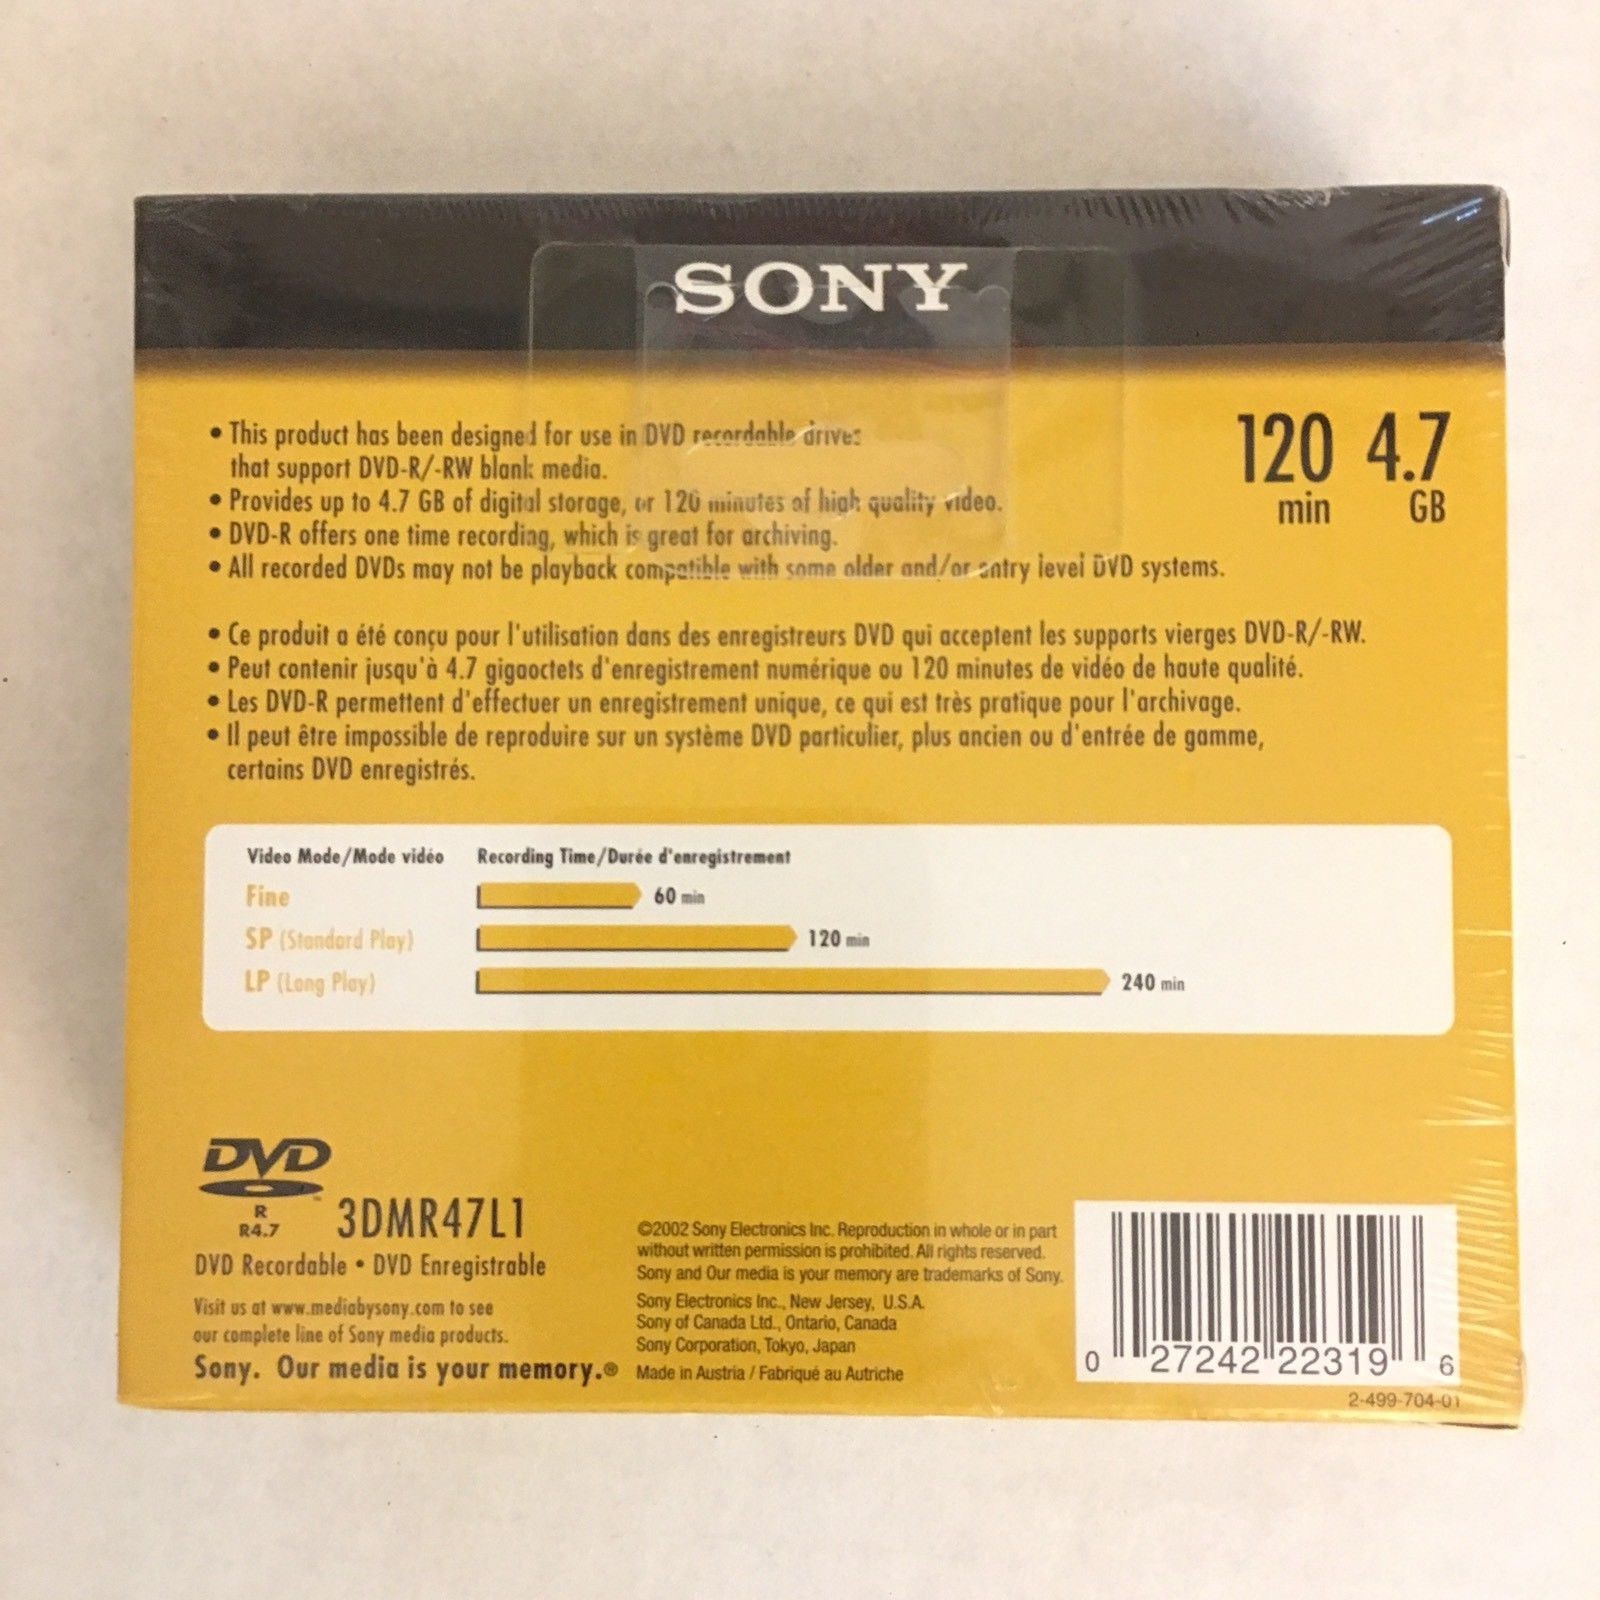 SONY
• This product has been designed for use in DVD recordable drives
that support DVD-R/-RW blank media.
• Provides up to 4.7 GB of digital storage, or 120 minutes of high quality video.
• DVD-R offers one time recording, which is great for archiving.
• All recorded DVDs may not be playback compatible with some older and/or entry level DVD systems.
120 min
4.7 GB
• Ce produit a été conçu pour l'utilisation dans des enregistreurs DVD qui acceptent les supports vierges DVD-R/-RW.
• Peut contenir jusqu'à 4.7 gigaoctets d'enregistrement numérique ou 120 minutes de vidéo de haute qualité.
• Les DVD-R permettent d'effectuer un enregistrement unique, ce qui est très pratique pour l'archivage.
• Il peut être impossible de reproduire sur un système DVD particulier, plus ancien ou d'entrée de gamme,
certains DVD enregistrés.
Video Mode/Mode vidéo Recording Time/Durée d'enregistrement
Fine 60 min
SP (Standard Play) 120 min
LP (Long Play) 240 min
DVD™
R
R4.7
3DMR47L1
DVD Recordable • DVD Enregistrable
Visit us at www.mediabysony.com to see
our complete line of Sony media products.
Sony. Our media is your memory.®
©2002 Sony Electronics Inc. Reproduction in whole or in part
without written permission is prohibited. All rights reserved.
Sony and Our media is your memory are trademarks of Sony.
Sony Electronics Inc., New Jersey, U.S.A.
Sony of Canada Ltd., Ontario, Canada
Sony Corporation, Tokyo, Japan
Made in Austria / Fabriqué au Autriche
0 27242 22319 6
2-499-704-01